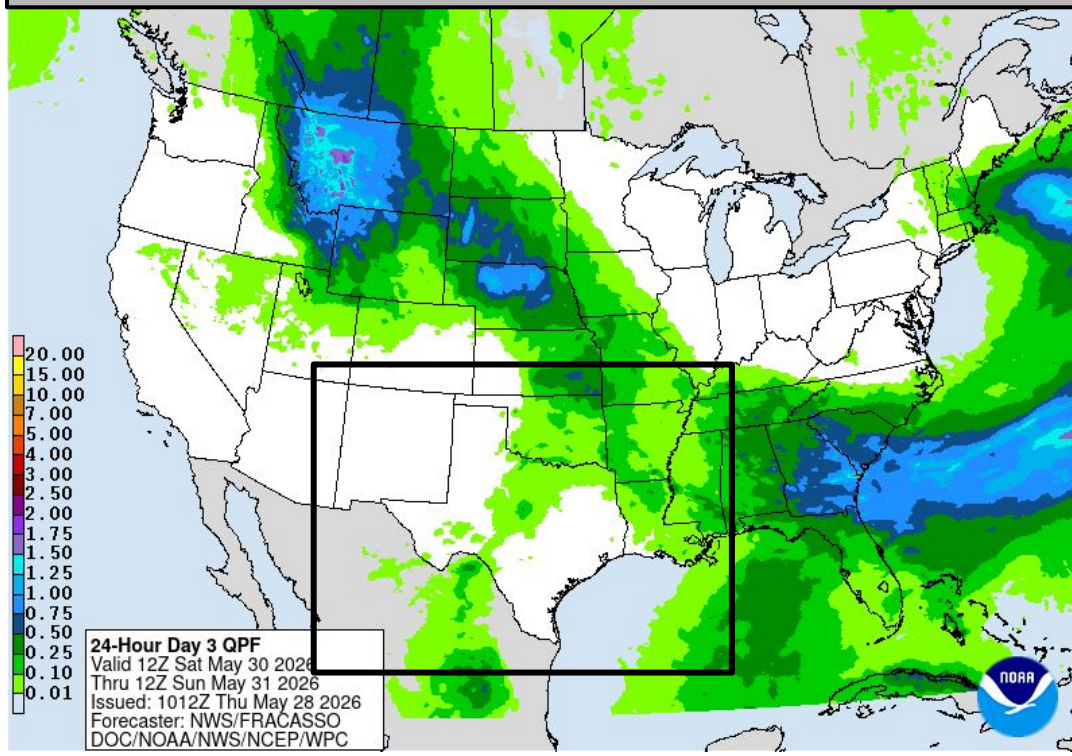 20.00
15.00
10.00
7.00
5.00
4.00
3.00
2.50
2.00
1.75
1.50
1.25
1.00
0.75
0.50
0.25
0.10
0.01
24-Hour Day 3 QPF
Valid 12Z Sat May 30 2026
Thru 12Z Sun May 31 2026
Issued: 1012Z Thu May 28 2026
Forecaster: NWS/FRACASSO
DOC/NOAA/NWS/NCEP/WPC
NOAA